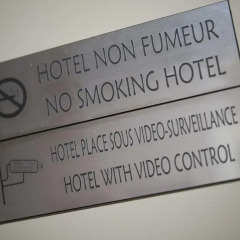 HOTEL NON FUMEUR
NO SMOKING HOTEL
HOTEL PLACE SOUS VIDEO-SURVEILLANCE
HOTEL WITH VIDEO CONTROL